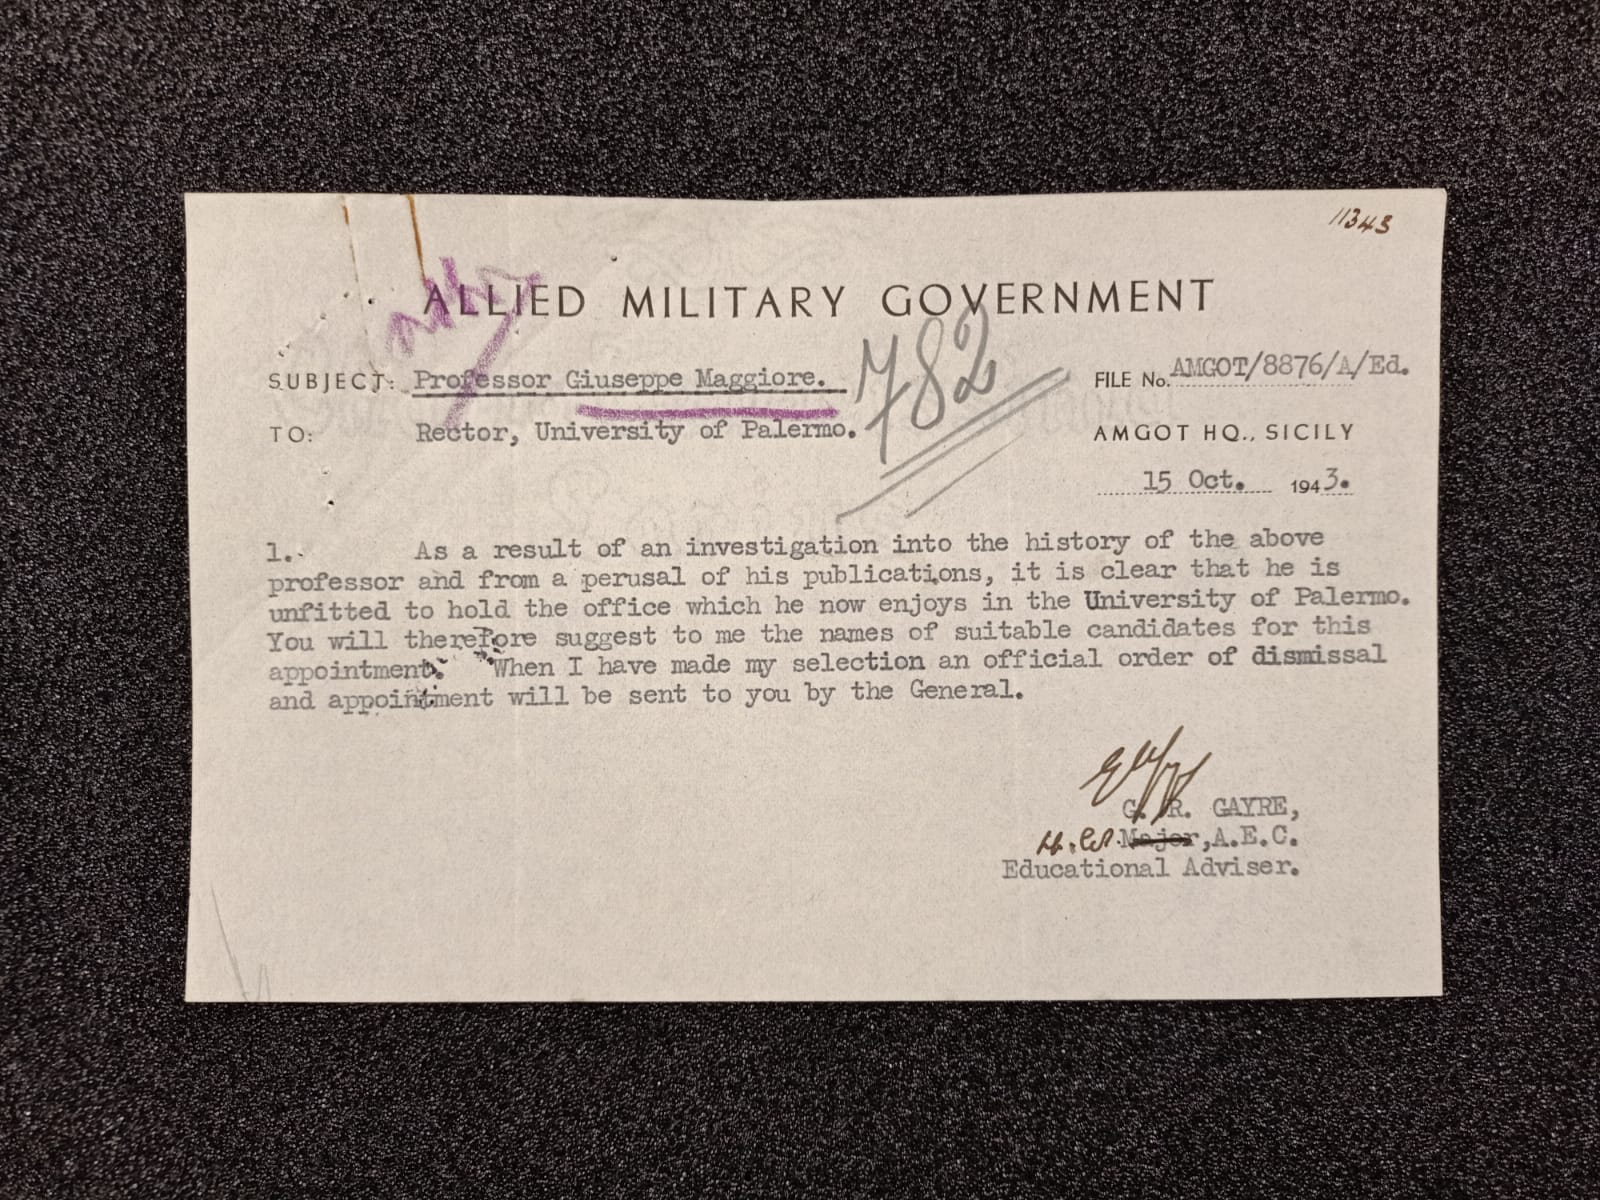 11343
ALLIED MILITARY GOVERNMENT
782
SUBJECT: Professor Giuseppe Maggiore.
FILE No. AMGOT/8876/A/Ed.
TO: Rector, University of Palermo.
AMGOT HQ., SICILY
15 Oct. 1943.
1. As a result of an investigation into the history of the above
professor and from a perusal of his publications, it is clear that he is
unfitted to hold the office which he now enjoys in the University of Palermo.
You will therefore suggest to me the names of suitable candidates for this
appointment. When I have made my selection an official order of dismissal
and appointment will be sent to you by the General.
G. R. GAYRE,
Lt. Col. Major, A.E.C.
Educational Adviser.